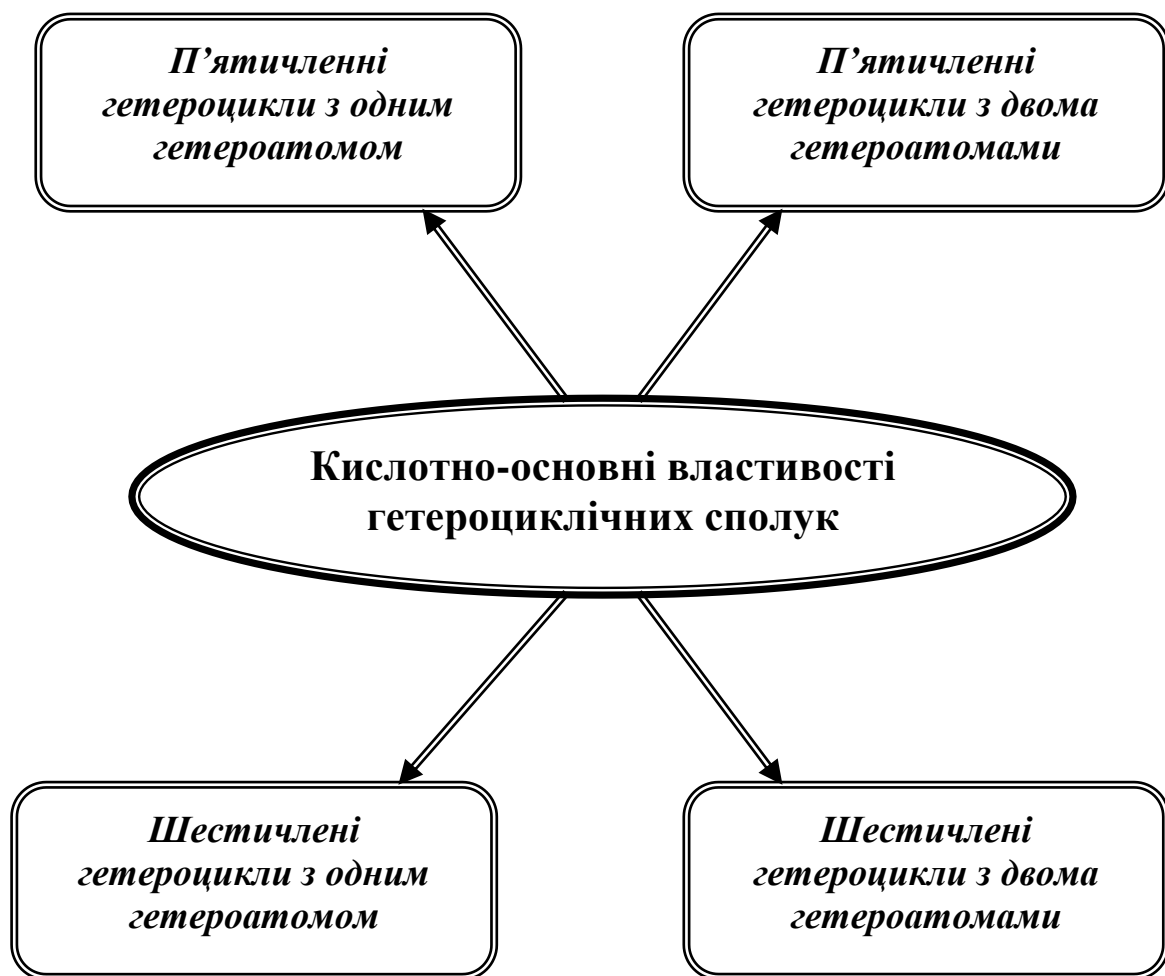 П’ятичленні
гетероцикли з одним
гетероатомом
П’ятичленні
гетероцикли з двома
гетероатомами
Кислотно-основні властивості
гетероциклічних сполук
Шестичлені
гетероцикли з одним
гетероатомом
Шестичлені
гетероцикли з двома
гетероатомами